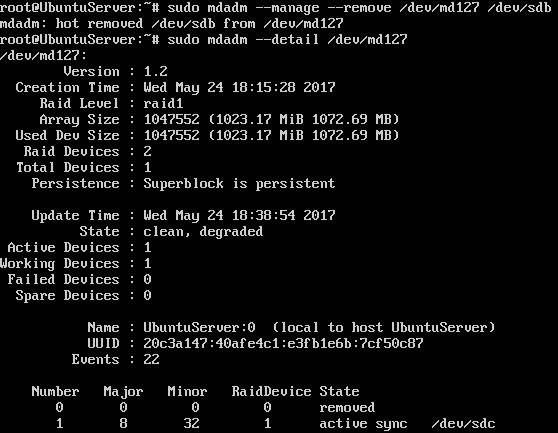 root@UbuntuServer:~# sudo mdadm --manage --remove /dev/md127 /dev/sdb
mdadm: hot removed /dev/sdb from /dev/md127
root@UbuntuServer:~# sudo mdadm --detail /dev/md127
/dev/md127:
Version : 1.2
Creation Time : Wed May 24 18:15:28 2017
Raid Level : raid1
Array Size : 1047552 (1023.17 MiB 1072.69 MB)
Used Dev Size : 1047552 (1023.17 MiB 1072.69 MB)
Raid Devices : 2
Total Devices : 1
Persistence : Superblock is persistent
Update Time : Wed May 24 18:38:54 2017
State : clean, degraded
Active Devices : 1
Working Devices : 1
Failed Devices : 0
Spare Devices : 0
Name : UbuntuServer:0 (local to host UbuntuServer)
UUID : 20c3a147:40afe4c1:e3fb1e6b:7cf50c87
Events : 22
Number Major Minor RaidDevice State
0 0 0 0 removed
1 8 32 1 active sync /dev/sdc